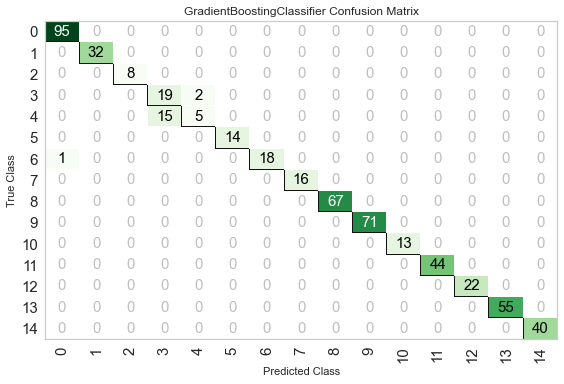 GradientBoostingClassifier Confusion Matrix
0 95 0 0 0 0 0 0 0 0 0 0 0 0 0 0
1 0 32 0 0 0 0 0 0 0 0 0 0 0 0 0
2 0 0 8 0 0 0 0 0 0 0 0 0 0 0 0
3 0 0 0 19 2 0 0 0 0 0 0 0 0 0 0
4 0 0 0 15 5 0 0 0 0 0 0 0 0 0 0
5 0 0 0 0 0 14 0 0 0 0 0 0 0 0 0
6 1 0 0 0 0 0 18 0 0 0 0 0 0 0 0
7 0 0 0 0 0 0 0 16 0 0 0 0 0 0 0
8 0 0 0 0 0 0 0 0 67 0 0 0 0 0 0
9 0 0 0 0 0 0 0 0 0 71 0 0 0 0 0
10 0 0 0 0 0 0 0 0 0 0 13 0 0 0 0
11 0 0 0 0 0 0 0 0 0 0 0 44 0 0 0
12 0 0 0 0 0 0 0 0 0 0 0 0 22 0 0
13 0 0 0 0 0 0 0 0 0 0 0 0 0 55 0
14 0 0 0 0 0 0 0 0 0 0 0 0 0 0 40
True Class
0 1 2 3 4 5 6 7 8 9 10 11 12 13 14
Predicted Class